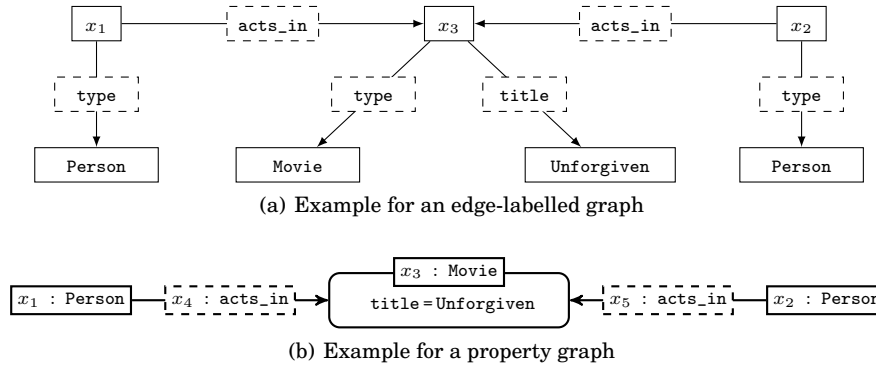 x1 acts_in x3 acts_in x2
type type title type
Person Movie Unforgiven Person
(a) Example for an edge-labelled graph
x3 : Movie
x1 : Person x4 : acts_in title = Unforgiven x5 : acts_in x2 : Person
(b) Example for a property graph